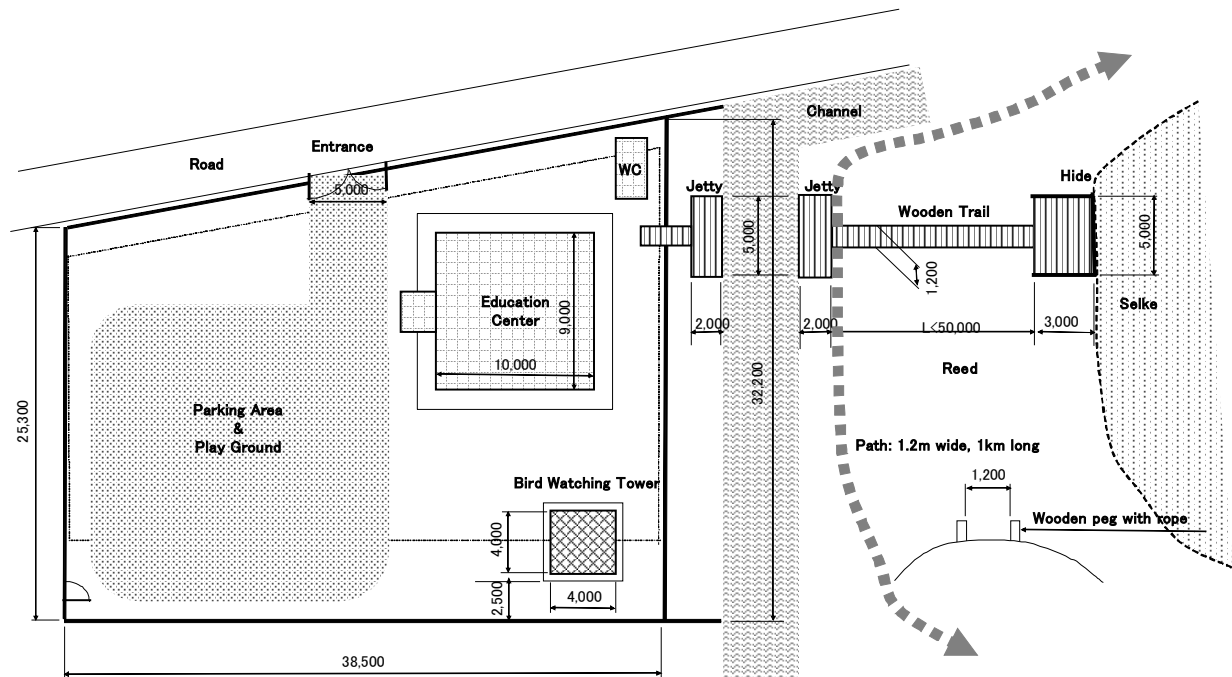 Channel
Entrance
Road
WC
5,000
Jetty
Jetty
Hide
Wooden Trail
5,000
5,000
1,200
Education
Center
9,000
Selke
2,000
2,000
L<50,000
3,000
10,000
32,200
Reed
25,300
Parking Area
&
Play Ground
Path: 1.2m wide, 1km long
1,200
Bird Watching Tower
Wooden peg with rope
4,000
2,500
4,000
38,500